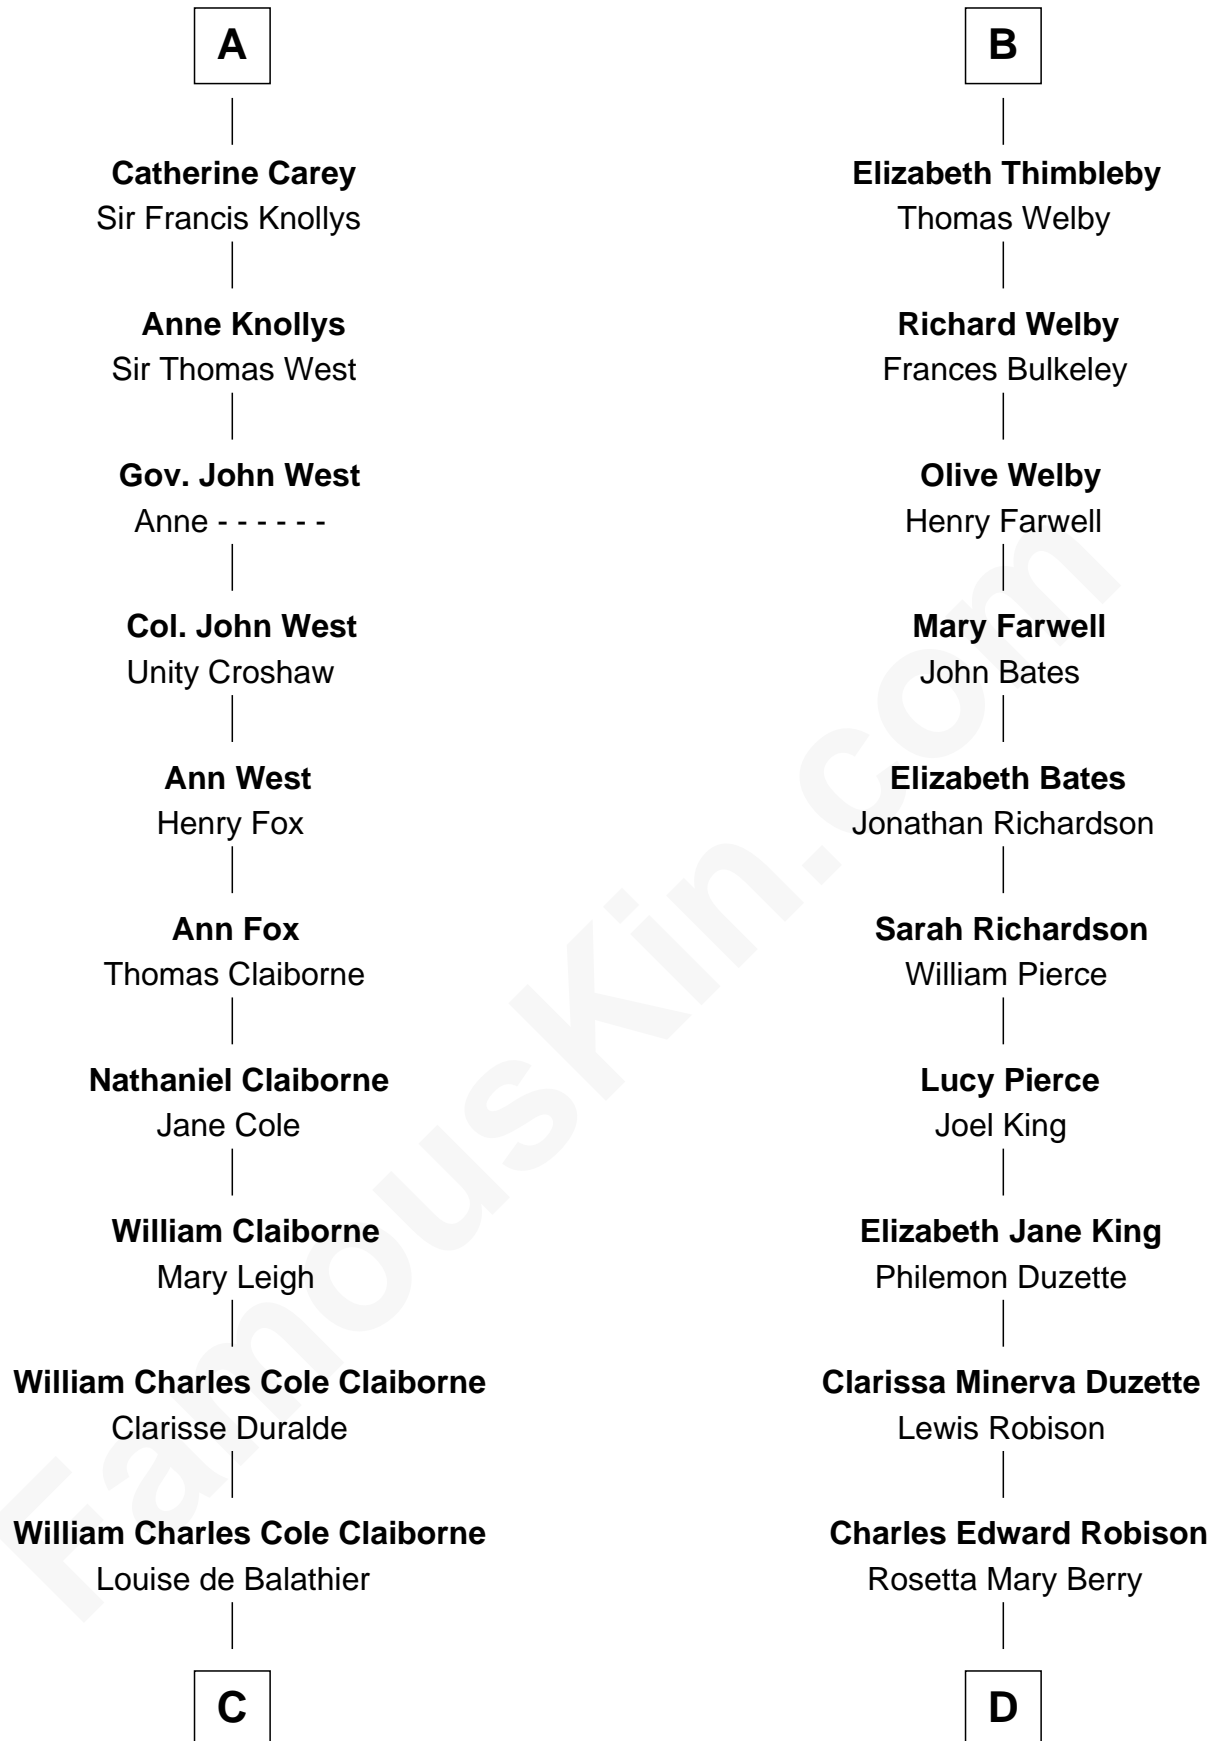 A
Catherine Carey
Sir Francis Knollys
Anne Knollys
Sir Thomas West
Gov. John West
Anne - - - - - -
Col. John West
Unity Croshaw
Ann West
Henry Fox
Ann Fox
Thomas Claiborne
Nathaniel Claiborne
Jane Cole
William Claiborne
Mary Leigh
William Charles Cole Claiborne
Clarisse Duralde
William Charles Cole Claiborne
Louise de Balathier
C
B
Elizabeth Thimbleby
Thomas Welby
Richard Welby
Frances Bulkeley
Olive Welby
Henry Farwell
Mary Farwell
John Bates
Elizabeth Bates
Jonathan Richardson
Sarah Richardson
William Pierce
Lucy Pierce
Joel King
Elizabeth Jane King
Philemon Duzette
Clarissa Minerva Duzette
Lewis Robison
Charles Edward Robison
Rosetta Mary Berry
D
FamousKin.com